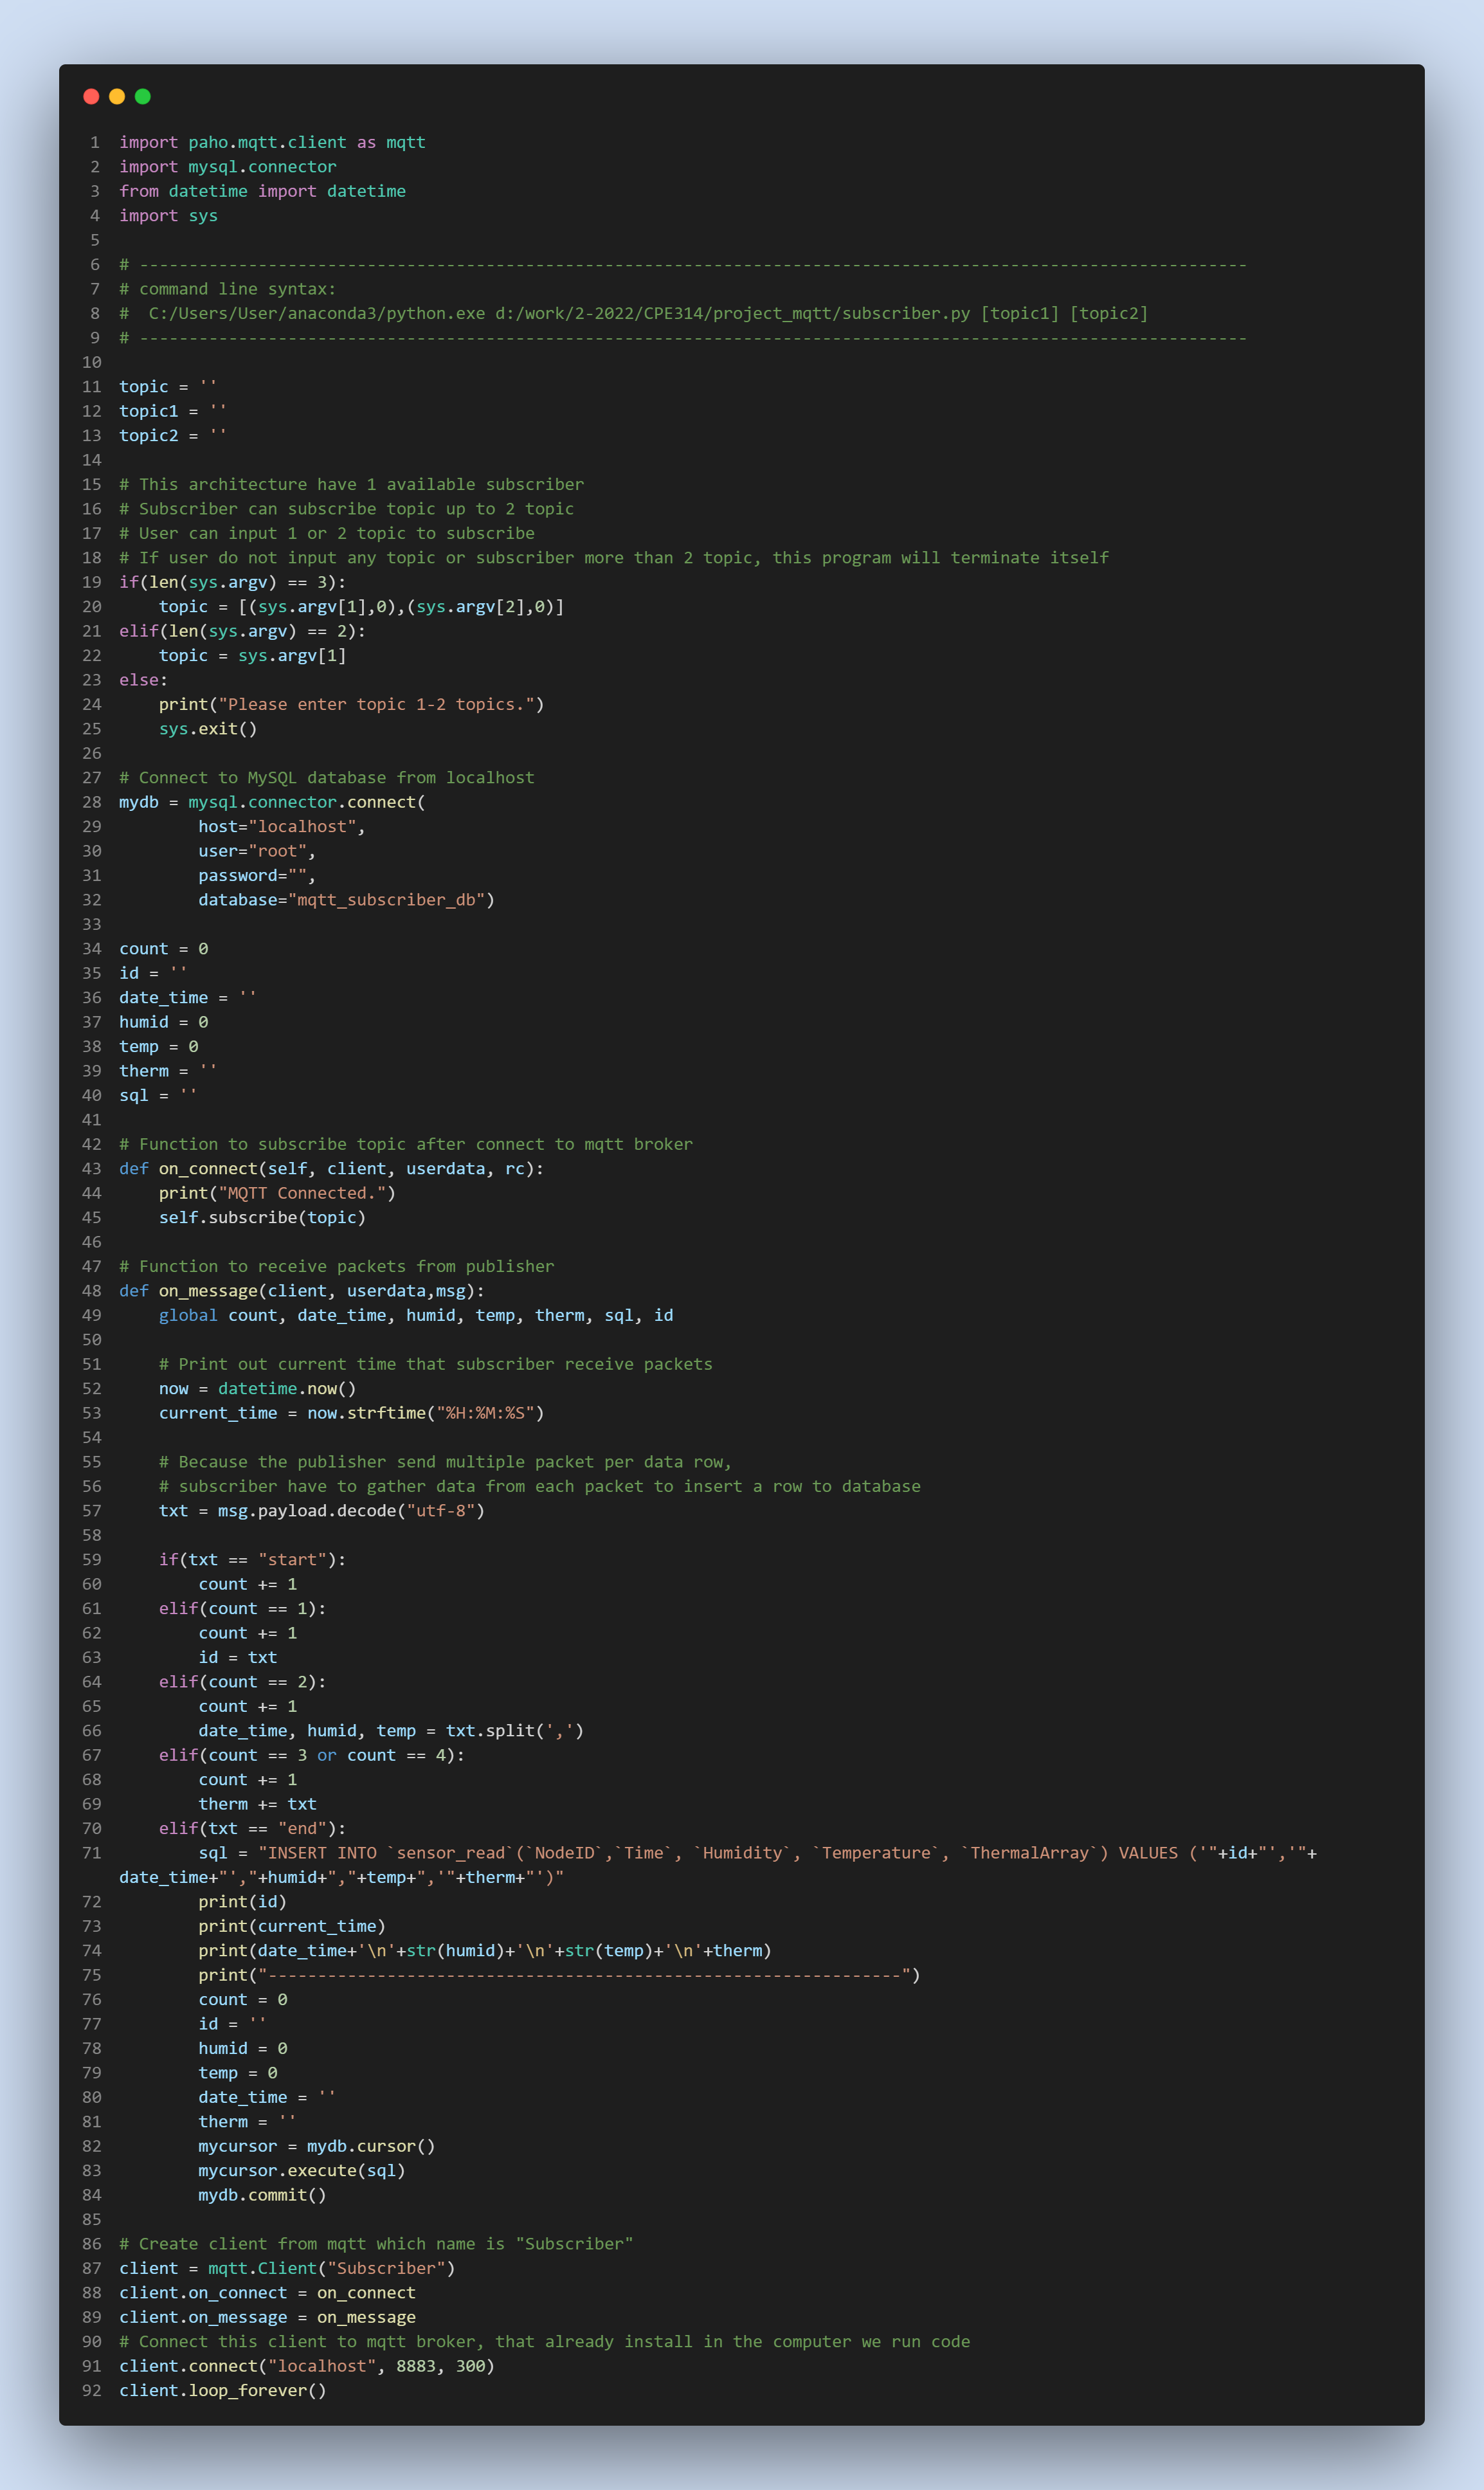 1 import paho.mqtt.client as mqtt
2 import mysql.connector
3 from datetime import datetime
4 import sys
5
6 # ----------------------------------------------------------------------------------------------------------------
7 # command line syntax:
8 #  C:/Users/User/anaconda3/python.exe d:/work/2-2022/CPE314/project_mqtt/subscriber.py [topic1] [topic2]
9 # ----------------------------------------------------------------------------------------------------------------
10
11 topic = ''
12 topic1 = ''
13 topic2 = ''
14
15 # This architecture have 1 available subscriber
16 # Subscriber can subscribe topic up to 2 topic
17 # User can input 1 or 2 topic to subscribe
18 # If user do not input any topic or subscriber more than 2 topic, this program will terminate itself
19 if(len(sys.argv) == 3):
20     topic = [(sys.argv[1],0),(sys.argv[2],0)]
21 elif(len(sys.argv) == 2):
22     topic = sys.argv[1]
23 else:
24     print("Please enter topic 1-2 topics.")
25     sys.exit()
26
27 # Connect to MySQL database from localhost
28 mydb = mysql.connector.connect(
29         host="localhost",
30         user="root",
31         password="",
32         database="mqtt_subscriber_db")
33
34 count = 0
35 id = ''
36 date_time = ''
37 humid = 0
38 temp = 0
39 therm = ''
40 sql = ''
41
42 # Function to subscribe topic after connect to mqtt broker
43 def on_connect(self, client, userdata, rc):
44     print("MQTT Connected.")
45     self.subscribe(topic)
46
47 # Function to receive packets from publisher
48 def on_message(client, userdata,msg):
49     global count, date_time, humid, temp, therm, sql, id
50
51     # Print out current time that subscriber receive packets
52     now = datetime.now()
53     current_time = now.strftime("%H:%M:%S")
54
55     # Because the publisher send multiple packet per data row,
56     # subscriber have to gather data from each packet to insert a row to database
57     txt = msg.payload.decode("utf-8")
58
59     if(txt == "start"):
60         count += 1
61     elif(count == 1):
62         count += 1
63         id = txt
64     elif(count == 2):
65         count += 1
66         date_time, humid, temp = txt.split(',')
67     elif(count == 3 or count == 4):
68         count += 1
69         therm += txt
70     elif(txt == "end"):
71         sql = "INSERT INTO `sensor_read`(`NodeID`,`Time`, `Humidity`, `Temperature`, `ThermalArray`) VALUES ('"+id+"','"+
date_time+"',"+humid+","+temp+",'"+therm+"')"
72         print(id)
73         print(current_time)
74         print(date_time+'\n'+str(humid)+'\n'+str(temp)+'\n'+therm)
75         print("----------------------------------------------------------------")
76         count = 0
77         id = ''
78         humid = 0
79         temp = 0
80         date_time = ''
81         therm = ''
82         mycursor = mydb.cursor()
83         mycursor.execute(sql)
84         mydb.commit()
85
86 # Create client from mqtt which name is "Subscriber"
87 client = mqtt.Client("Subscriber")
88 client.on_connect = on_connect
89 client.on_message = on_message
90 # Connect this client to mqtt broker, that already install in the computer we run code
91 client.connect("localhost", 8883, 300)
92 client.loop_forever()